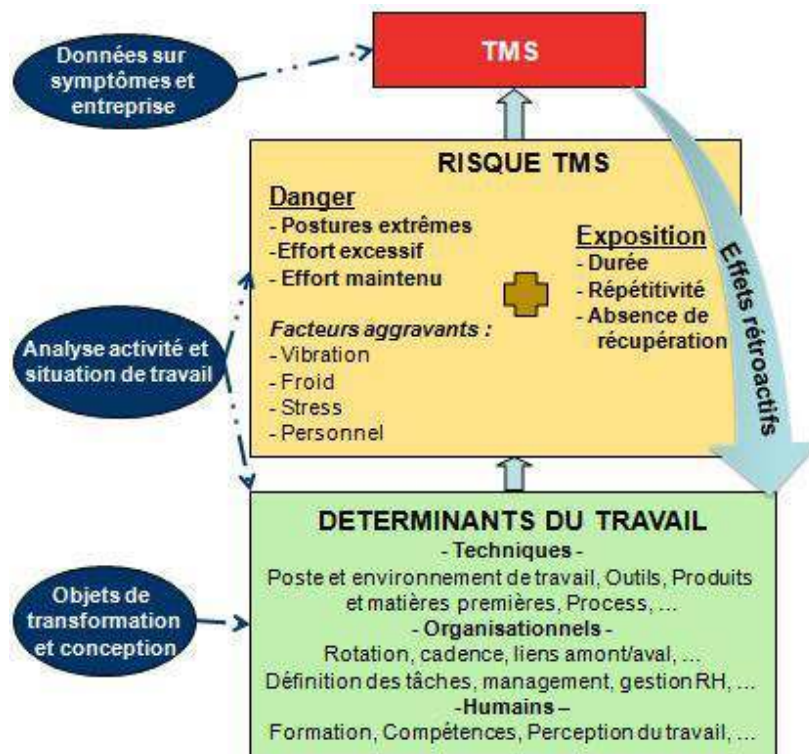 Données sur
symptômes et
entreprise
TMS
RISQUE TMS
Danger
- Postures extrêmes
-Effort excessif
- Effort maintenu
Facteurs aggravants :
- Vibration
- Froid
- Stress
- Personnel
Exposition
- Durée
- Répétitivité
- Absence de
récupération
Effets rétroactifs
Analyse activité et
situation de travail
DETERMINANTS DU TRAVAIL
- Techniques -
Poste et environnement de travail, Outils, Produits
et matières premières, Process, ...
- Organisationnels -
Rotation, cadence, liens amont/aval, ...
Définition des tâches, management, gestion RH, ...
- Humains –
Formation, Compétences, Perception du travail, ...
Objets de
transformation
et conception